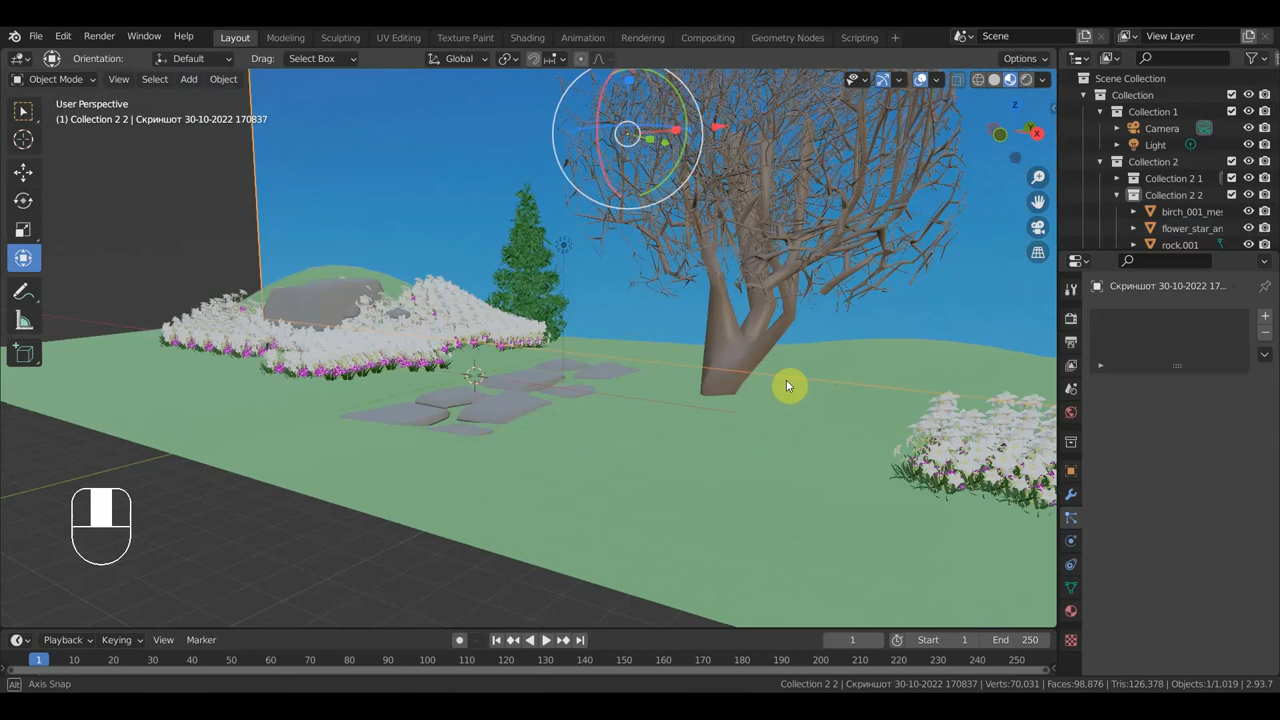 File Edit Render Window Help Layout Modeling Sculpting UV Editing Texture Paint Shading Animation Rendering Compositing Geometry Nodes Scripting + Scene View Layer
Orientation: Default Drag: Select Box Global Options
Object Mode View Select Add Object
User Perspective
(1) Collection 2 2 | Скриншот 30-10-2022 170837
Z
Y
X
Scene Collection
Collection
Collection 1
Camera
Light
Collection 2
Collection 2 1
Collection 2 2
birch_001_mes
flower_star_an
rock.001
Скриншот 30-10-2022 17...
Playback Keying View Marker 1 Start 1 End 250
1 10 20 30 40 50 60 70 80 90 100 110 120 130 140 150 160 170 180 190 200 210 220 230 240 250
Alt Axis Snap Collection 2 2 | Скриншот 30-10-2022 170837 | Verts:70,031 | Faces:98,876 | Tris:126,378 | Objects:1/1,019 | 2.93.7